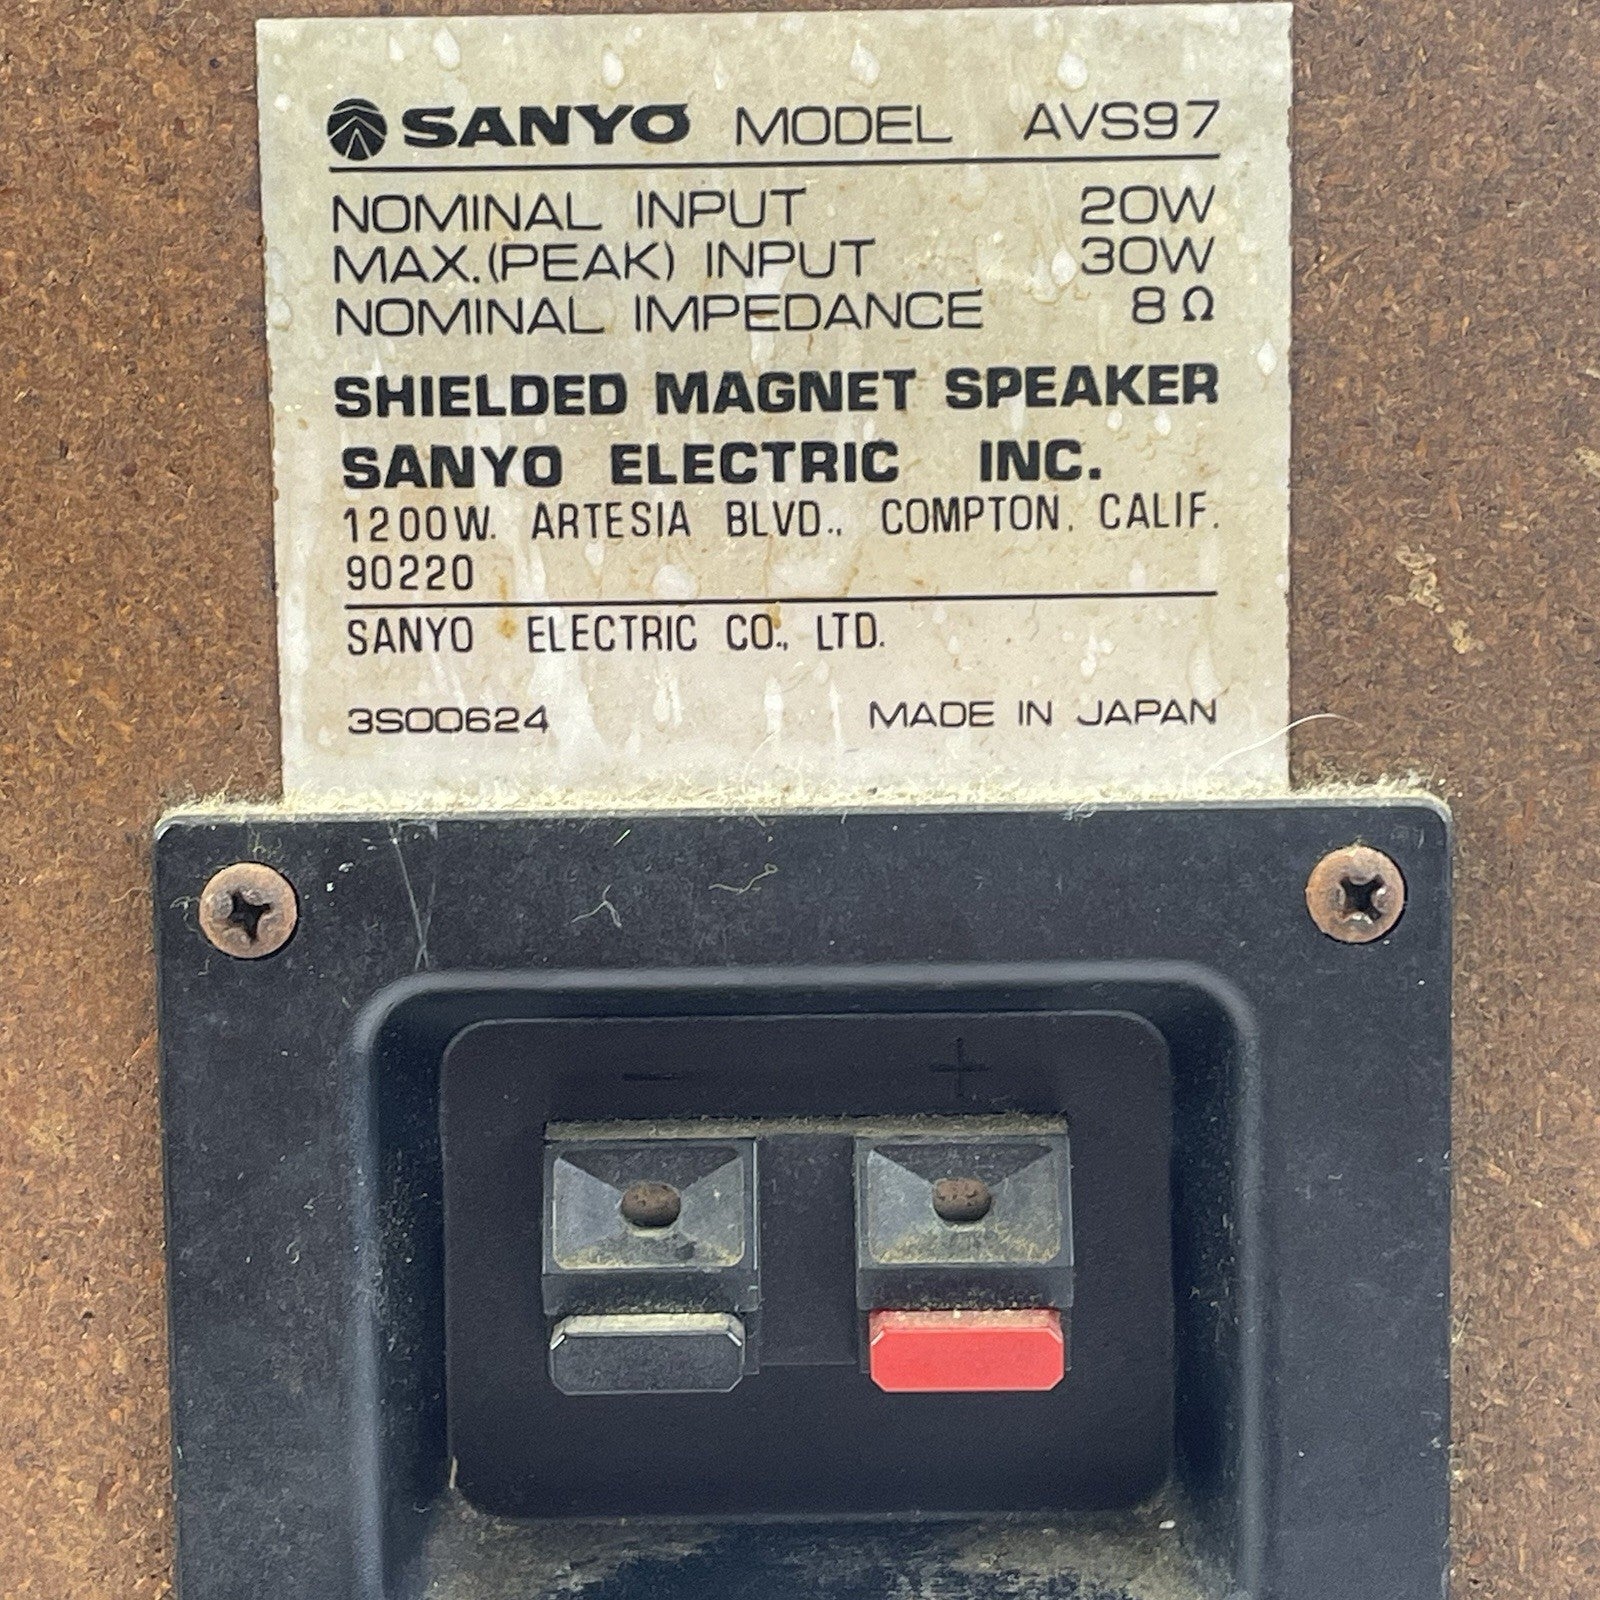 SANYO MODEL AVS97
NOMINAL INPUT 20W
MAX.(PEAK) INPUT 30W
NOMINAL IMPEDANCE 8Ω
SHIELDED MAGNET SPEAKER
SANYO ELECTRIC INC.
1200W. ARTESIA BLVD., COMPTON, CALIF.
90220
SANYO ELECTRIC CO., LTD.
3S00624 MADE IN JAPAN
- +